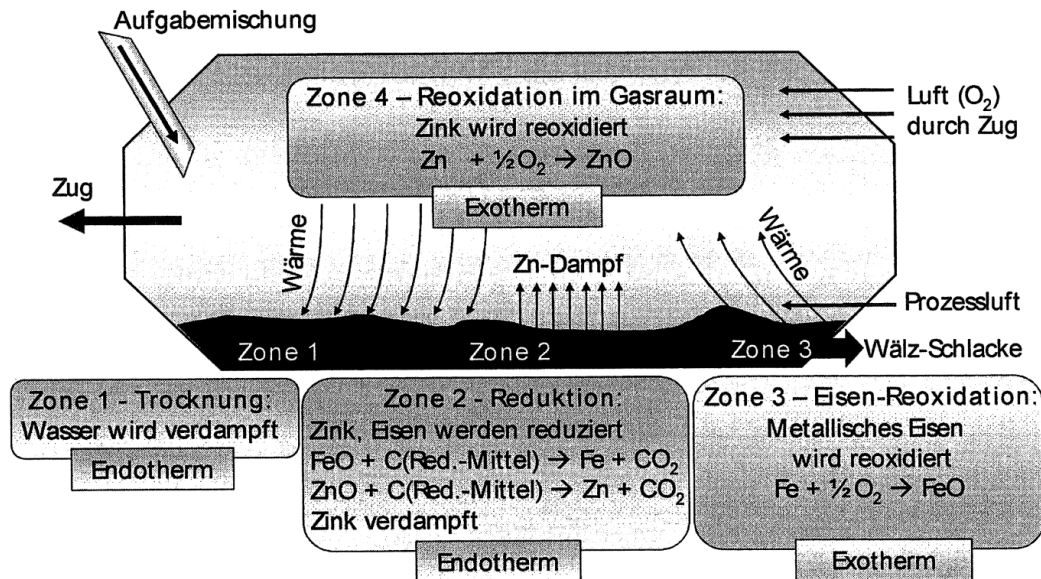 Aufgabemischung
Zone 4 – Reoxidation im Gasraum:
Zink wird reoxidiert
Zn + ½O₂ → ZnO
Exotherm
Luft (O₂)
durch Zug
Zug
Wärme
Zn-Dampf
Wärme
Prozessluft
Zone 1
Zone 2
Zone 3
Wälz-Schlacke
Zone 1 - Trocknung:
Wasser wird verdampft
Endotherm
Zone 2 - Reduktion:
Zink, Eisen werden reduziert
FeO + C(Red.-Mittel) → Fe + CO₂
ZnO + C(Red.-Mittel) → Zn + CO₂
Zink verdampft
Endotherm
Zone 3 – Eisen-Reoxidation:
Metallisches Eisen
wird reoxidiert
Fe + ½O₂ → FeO
Exotherm